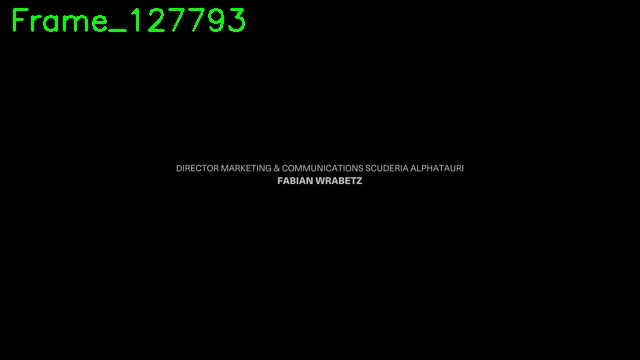 Frame_127793
DIRECTOR MARKETING & COMMUNICATIONS SCUDERIA ALPHATAURI
FABIAN WRABETZ